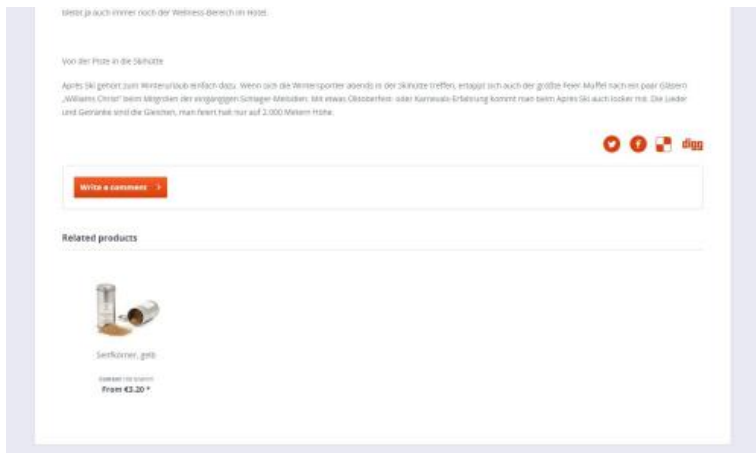 bleibt ja auch immer noch der Wellness-Bereich im Hotel.
Von der Piste in die Skihütte
Après Ski gehört zum Winterurlaub einfach dazu. Wenn sich die Wintersportler abends in der Skihütte treffen, ertappt sich auch der größte Feier-Muffel nach ein paar Gläsern
„Williams Christ" beim Mitgrölen der eingängigen Schlager-Melodien. Mit etwas Oktoberfest- oder Karnevals-Erfahrung kommt man beim Après Ski auch locker mit. Die Lieder
und Getränke sind die Gleichen, man feiert halt nur auf 2.000 Metern Höhe.
digg
Write a comment
Related products
Senfkörner, gelb
From €3.20 *